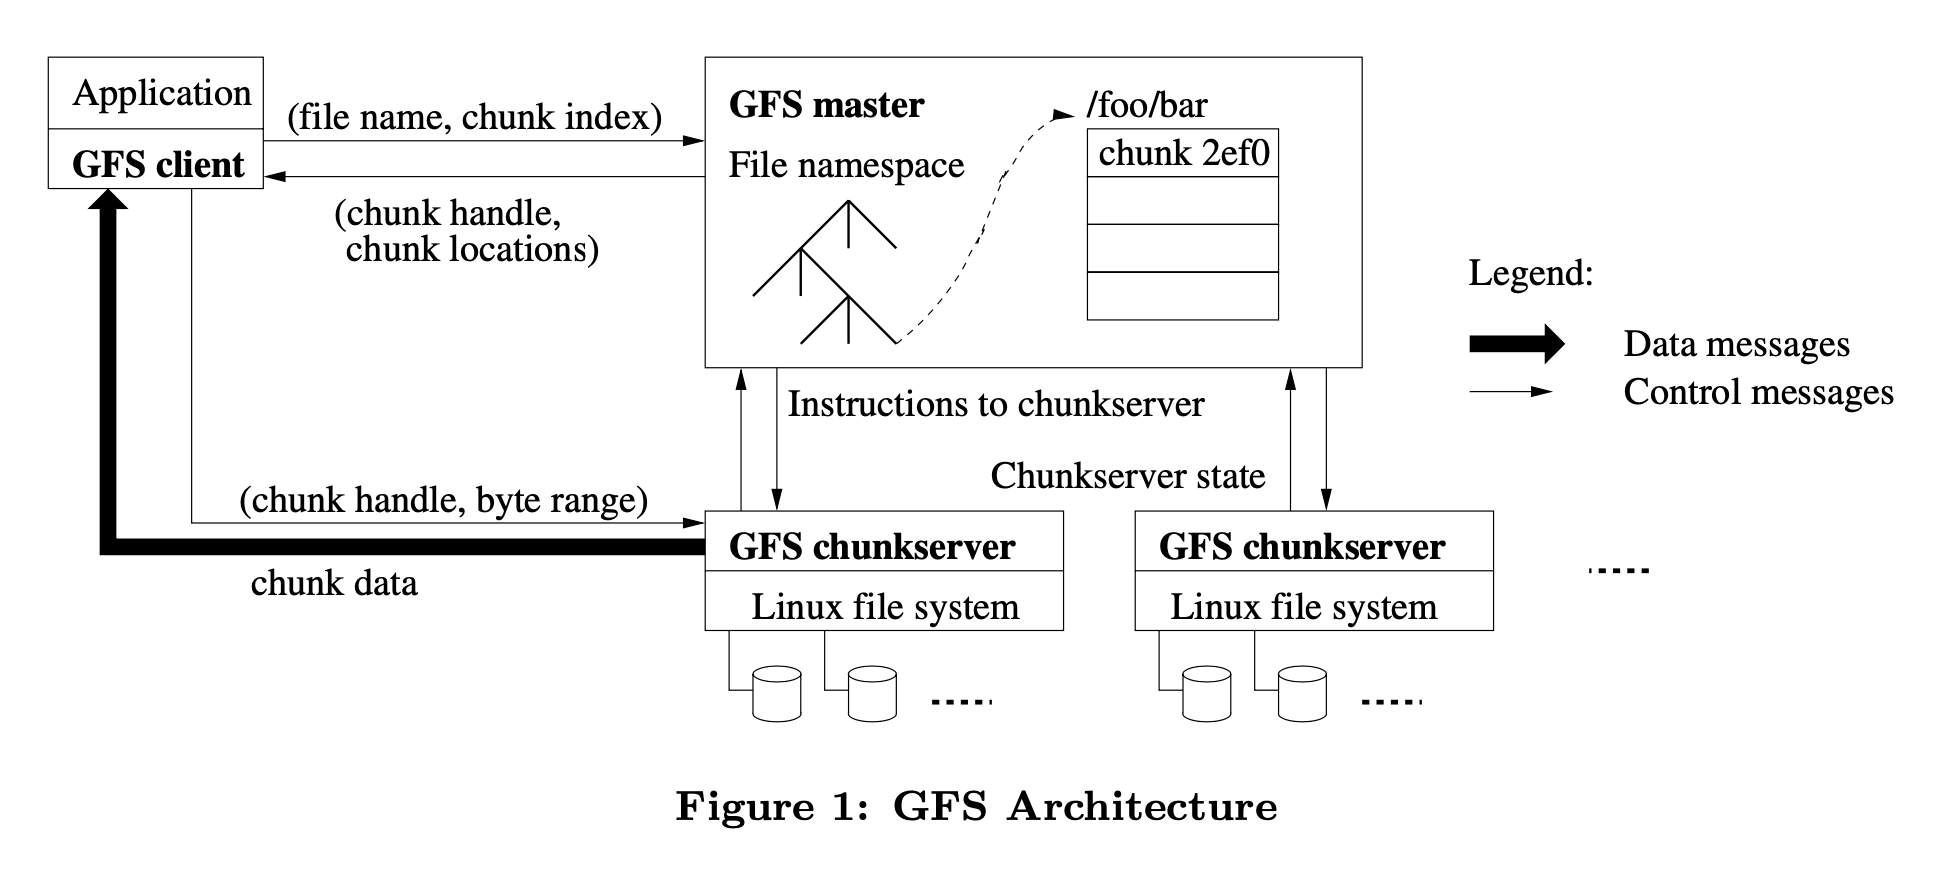 Application
GFS client
(file name, chunk index)
(chunk handle,
chunk locations)
GFS master
File namespace
/foo/bar
chunk 2ef0
Legend:
Data messages
Control messages
Instructions to chunkserver
Chunkserver state
(chunk handle, byte range)
chunk data
GFS chunkserver
Linux file system
GFS chunkserver
Linux file system
Figure 1: GFS Architecture